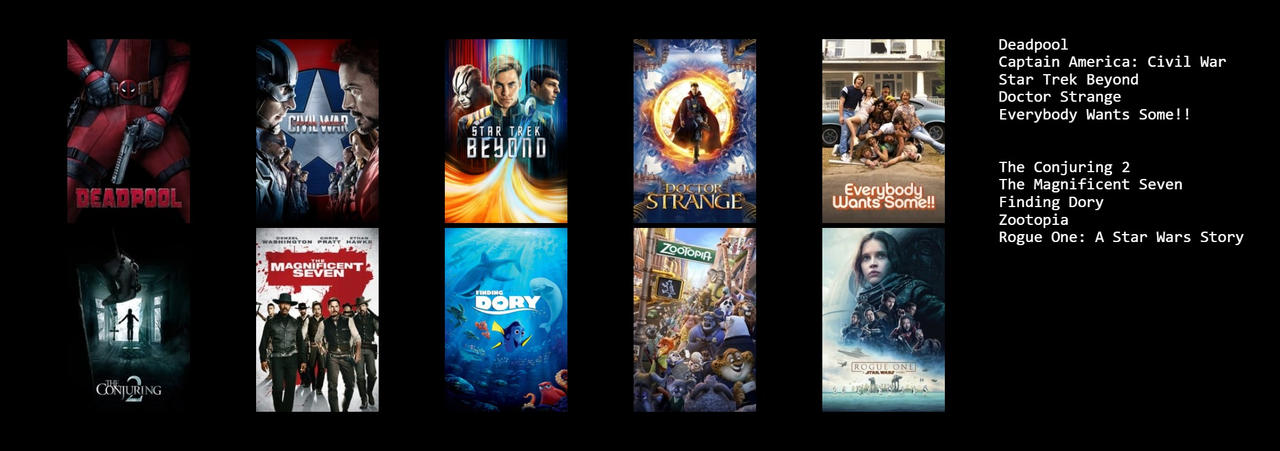 DEADPOOL
CIVIL WAR
STAR TREK
BEYOND
DOCTOR
STRANGE
Everybody
Wants Some!!
THE
CONJURING
2
DENZEL WASHINGTON CHRIS PRATT ETHAN HAWKE
THE
MAGNIFICENT
SEVEN
FINDING
DORY
ZOOTOPIA
ROGUE ONE
STAR WARS
Deadpool
Captain America: Civil War
Star Trek Beyond
Doctor Strange
Everybody Wants Some!!
The Conjuring 2
The Magnificent Seven
Finding Dory
Zootopia
Rogue One: A Star Wars Story